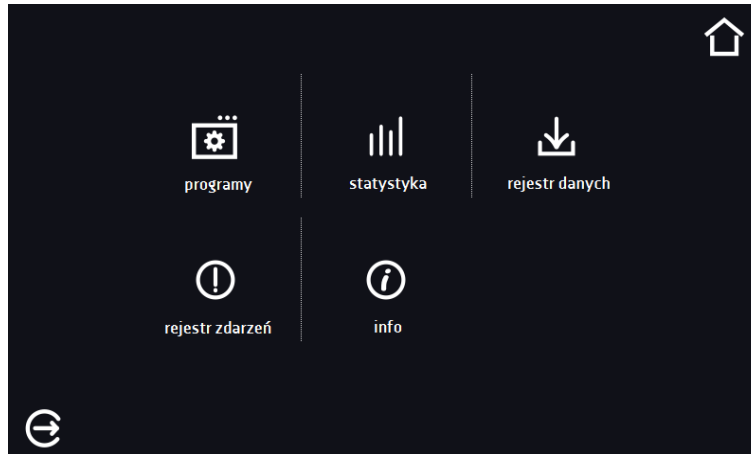 programy
statystyka
rejestr danych
rejestr zdarzeń
info